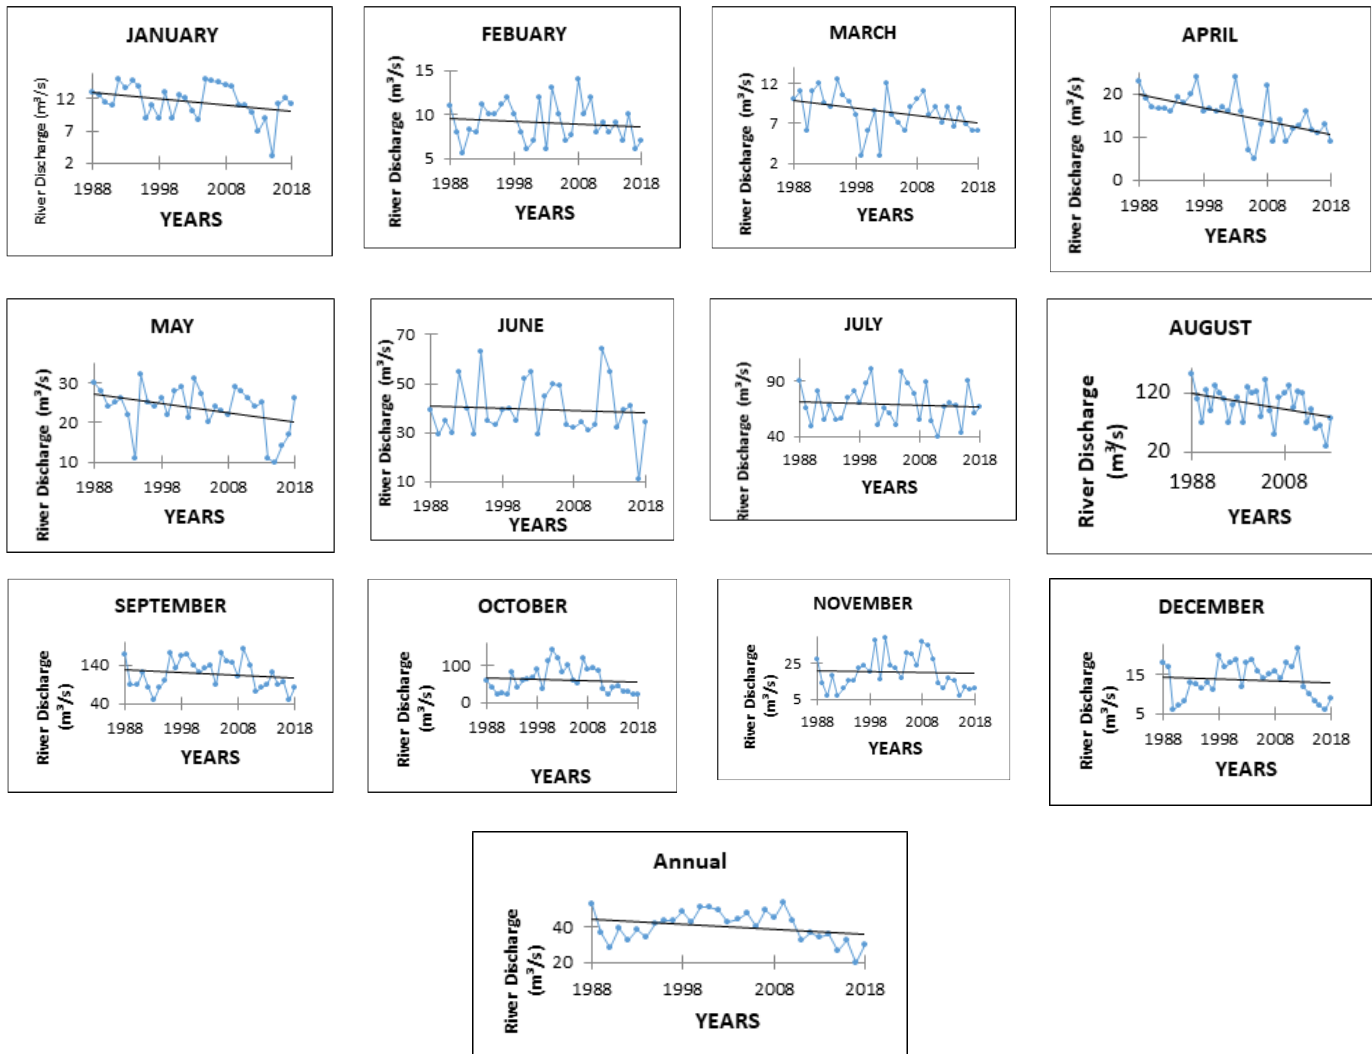 JANUARY
River Discharge (m³/s)
12
7
2
1988 1998 2008 2018
YEARS
FEBUARY
River Discharge (m³/s)
15
10
5
1988 1998 2008 2018
YEARS
MARCH
River Discharge (m³/s)
12
7
2
1988 1998 2008 2018
YEARS
APRIL
River Discharge (m³/s)
20
10
0
1988 1998 2008 2018
YEARS
MAY
River Discharge (m³/s)
30
20
10
1988 1998 2008 2018
YEARS
JUNE
River Discharge (m³/s)
70
50
30
10
1988 1998 2008 2018
YEARS
JULY
River Discharge (m³/s)
90
40
1988 1998 2008 2018
YEARS
AUGUST
River Discharge
(m³/s)
120
20
1988 2008
YEARS
SEPTEMBER
River Discharge
(m³/s)
140
40
1988 1998 2008 2018
YEARS
OCTOBER
River Discharge
(m³/s)
100
0
1988 1998 2008 2018
YEARS
NOVEMBER
River Discharge
(m³/s)
25
5
1988 1998 2008 2018
YEARS
DECEMBER
River Discharge
(m³/s)
15
5
1988 1998 2008 2018
YEARS
Annual
River Discharge
(m³/s)
40
20
1988 1998 2008 2018
YEARS